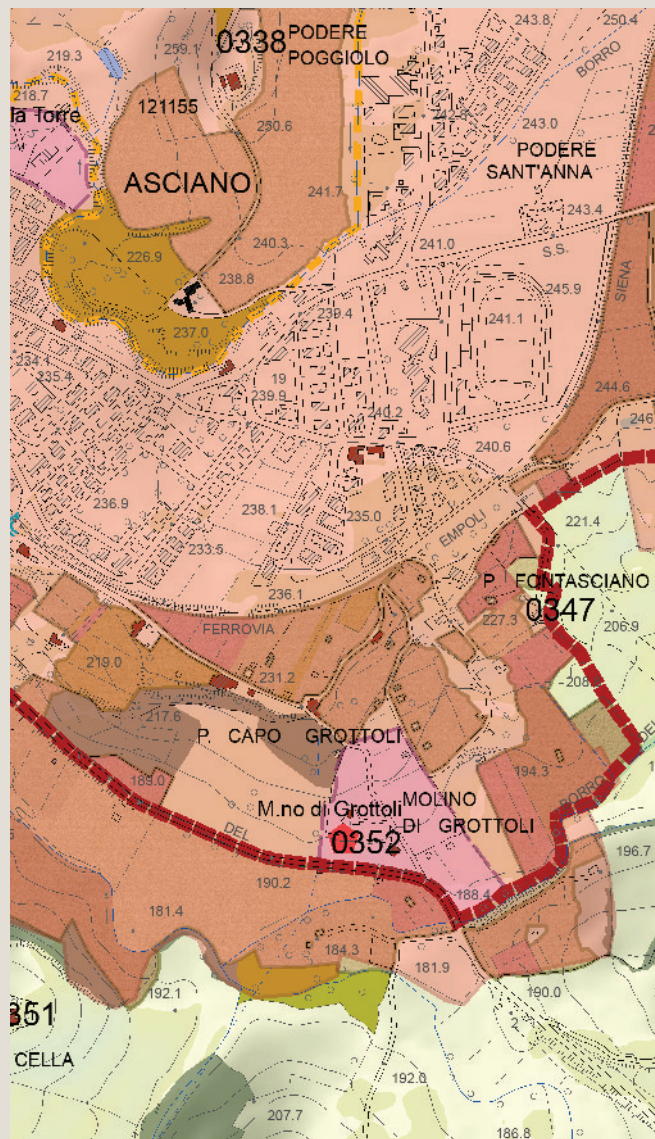 243.8
250.4
0338 PODERE
POGGIOLO
259.1
219.3
BORRO
218.7
121155
la Torre
250.6
242.8
243.0
PODERE
SANT'ANNA
ASCIANO
241.7
243.4
240.3
241.0
S.S.
226.9
238.8
245.9
SIENA
239.4
241.1
237.0
234.1
235.4
19
239.9
240.2
244.6
246
240.6
236.9
238.1
235.0
221.4
233.5
EMPOLI
236.1
P. FONTASCIANO
0347
227.3
206.9
FERROVIA
219.0
231.2
217.6
P. CAPO GROTTOLI
DEL
189.0
194.3
M.no di Grottoli
MOLINO
DI GROTTOLI
BORRO
DEL
0352
196.7
190.2
188.4
181.4
184.3
181.9
192.1
190.0
351
2
CELLA
192.0
207.7
186.8